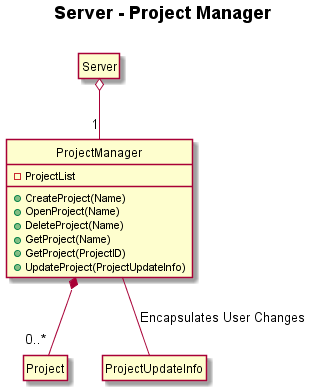 Server - Project Manager
Server
1
ProjectManager
ProjectList
CreateProject(Name)
OpenProject(Name)
DeleteProject(Name)
GetProject(Name)
GetProject(ProjectID)
UpdateProject(ProjectUpdateInfo)
Encapsulates User Changes
0..*
Project
ProjectUpdateInfo